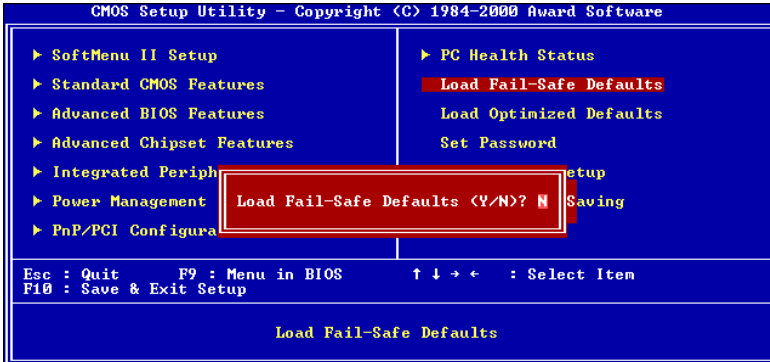 CMOS Setup Utility - Copyright (C) 1984-2000 Award Software
▶ SoftMenu II Setup
▶ Standard CMOS Features
▶ Advanced BIOS Features
▶ Advanced Chipset Features
▶ Integrated Periph
▶ Power Management
▶ PnP/PCI Configura
▶ PC Health Status
Load Fail-Safe Defaults
Load Optimized Defaults
Set Password
etup
Saving
Load Fail-Safe Defaults (Y/N)? N
Esc : Quit F9 : Menu in BIOS ↑ ↓ → ← : Select Item
F10 : Save & Exit Setup
Load Fail-Safe Defaults